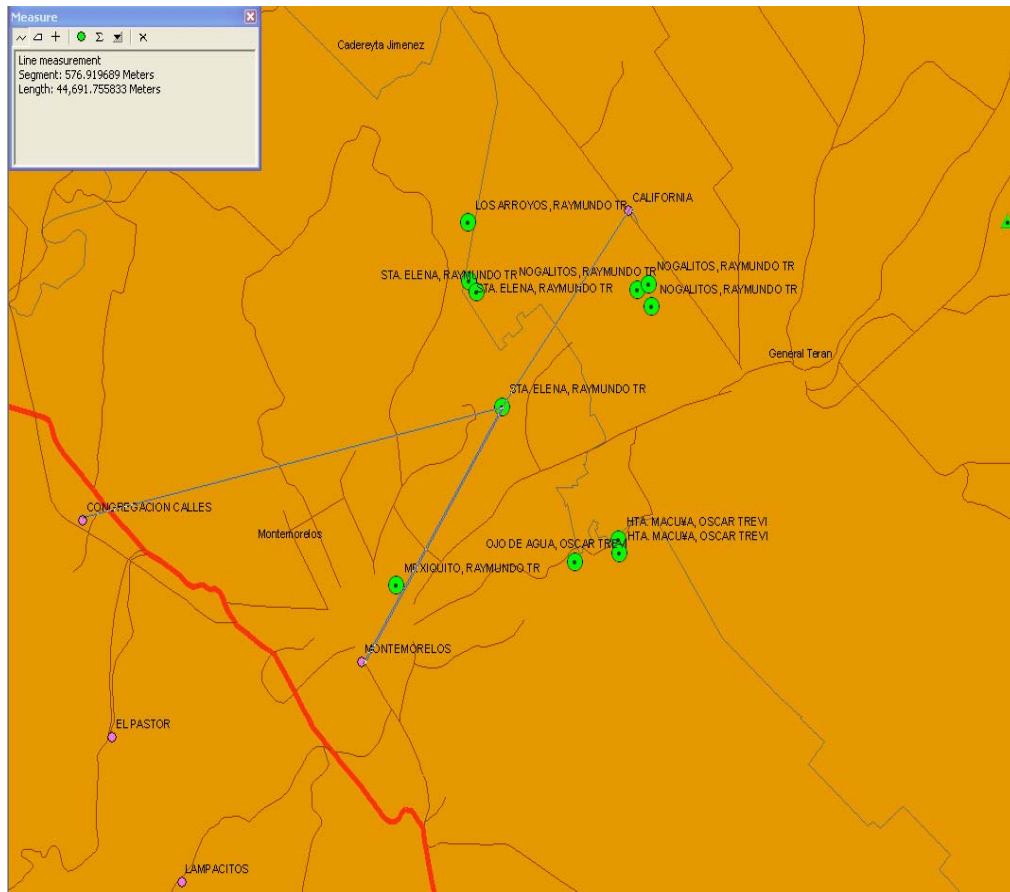 Measure
Line measurement
Segment: 576.919689 Meters
Length: 44,691.755833 Meters
Cadereyta Jimenez
LOS ARROYOS, RAYMUNDO TR
CALIFORNIA
STA. ELENA, RAYMUNDO TR
NOGALITOS, RAYMUNDO TR
NOGALITOS, RAYMUNDO TR
STA. ELENA, RAYMUNDO TR
NOGALITOS, RAYMUNDO TR
General Teran
STA. ELENA, RAYMUNDO TR
CONGREGACION CALLES
Montemorelos
HTA. MACU¥A, OSCAR TREVI
HTA. MACU¥A, OSCAR TREVI
OJO DE AGUA, OSCAR TREVI
MEXIQUITO, RAYMUNDO TR
MONTEMORELOS
EL PASTOR
LAMPACITOS